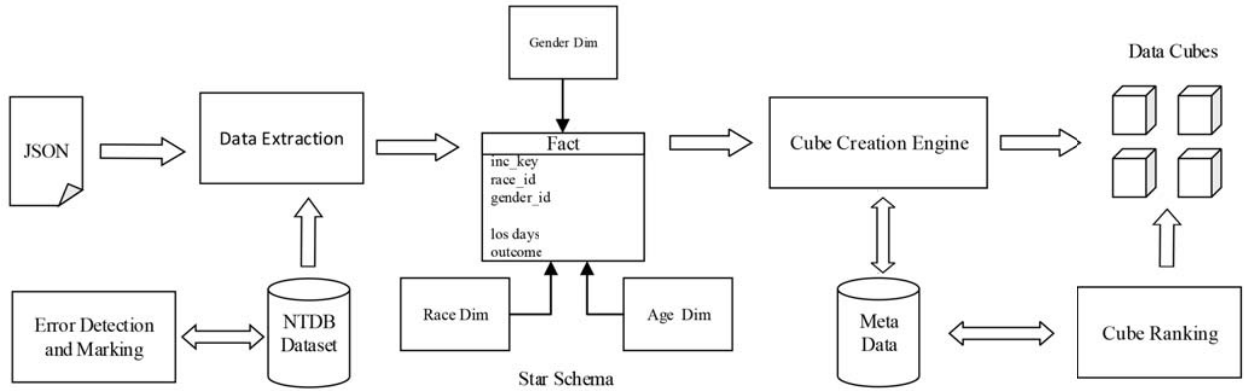 JSON
Data Extraction
Error Detection
and Marking
NTDB
Dataset
Gender Dim
Fact
inc_key
race_id
gender_id
los days
outcome
Race Dim
Age Dim
Star Schema
Cube Creation Engine
Meta
Data
Data Cubes
Cube Ranking